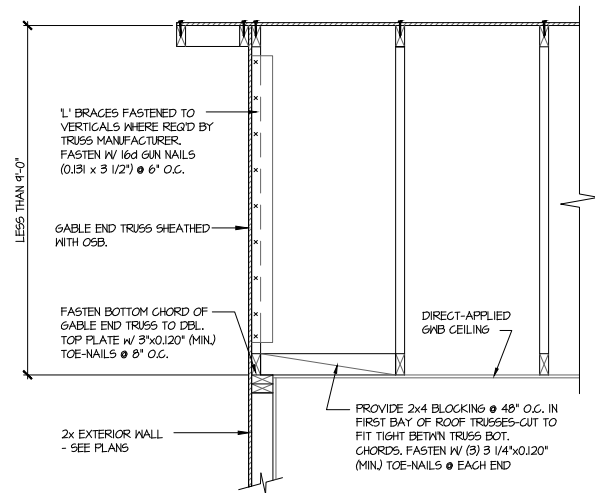 'L' BRACES FASTENED TO
VERTICALS WHERE REQ'D BY
TRUSS MANUFACTURER.
FASTEN W/ 16d GUN NAILS
(0.131 x 3 1/2") @ 6" O.C.
LESS THAN 9'-0"
GABLE END TRUSS SHEATHED
WITH OSB.
FASTEN BOTTOM CHORD OF
GABLE END TRUSS TO DBL.
TOP PLATE W/ 3"x0.120" (MIN.)
TOE-NAILS @ 8" O.C.
DIRECT-APPLIED
GWB CEILING
2x EXTERIOR WALL
- SEE PLANS
PROVIDE 2x4 BLOCKING @ 48" O.C. IN
FIRST BAY OF ROOF TRUSSES-CUT TO
FIT TIGHT BETW'N TRUSS BOT.
CHORDS. FASTEN W/ (3) 3 1/4"x0.120"
(MIN.) TOE-NAILS @ EACH END